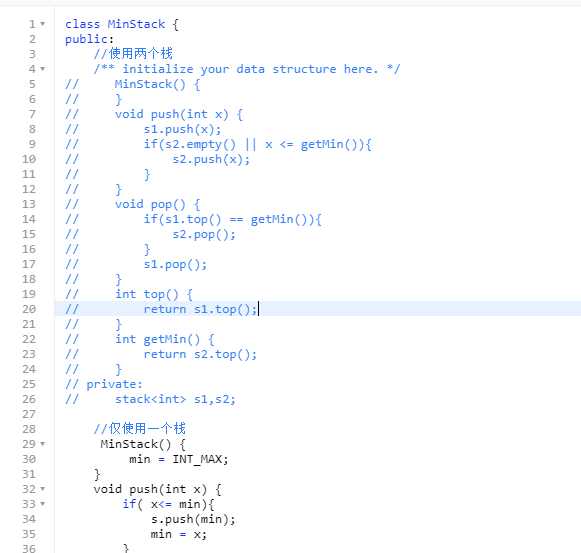 1 class MinStack {
2 public:
3     //使用两个栈
4     /** initialize your data structure here. */
5 //     MinStack() {
6 //     }
7 //     void push(int x) {
8 //         s1.push(x);
9 //         if(s2.empty() || x <= getMin()){
10 //             s2.push(x);
11 //         }
12 //     }
13 //     void pop() {
14 //         if(s1.top() == getMin()){
15 //             s2.pop();
16 //         }
17 //         s1.pop();
18 //     }
19 //     int top() {
20 //         return s1.top();
21 //     }
22 //     int getMin() {
23 //         return s2.top();
24 //     }
25 // private:
26 //     stack<int> s1,s2;
27
28     //仅使用一个栈
29      MinStack() {
30          min = INT_MAX;
31     }
32     void push(int x) {
33         if( x<= min){
34             s.push(min);
35             min = x;
36         }